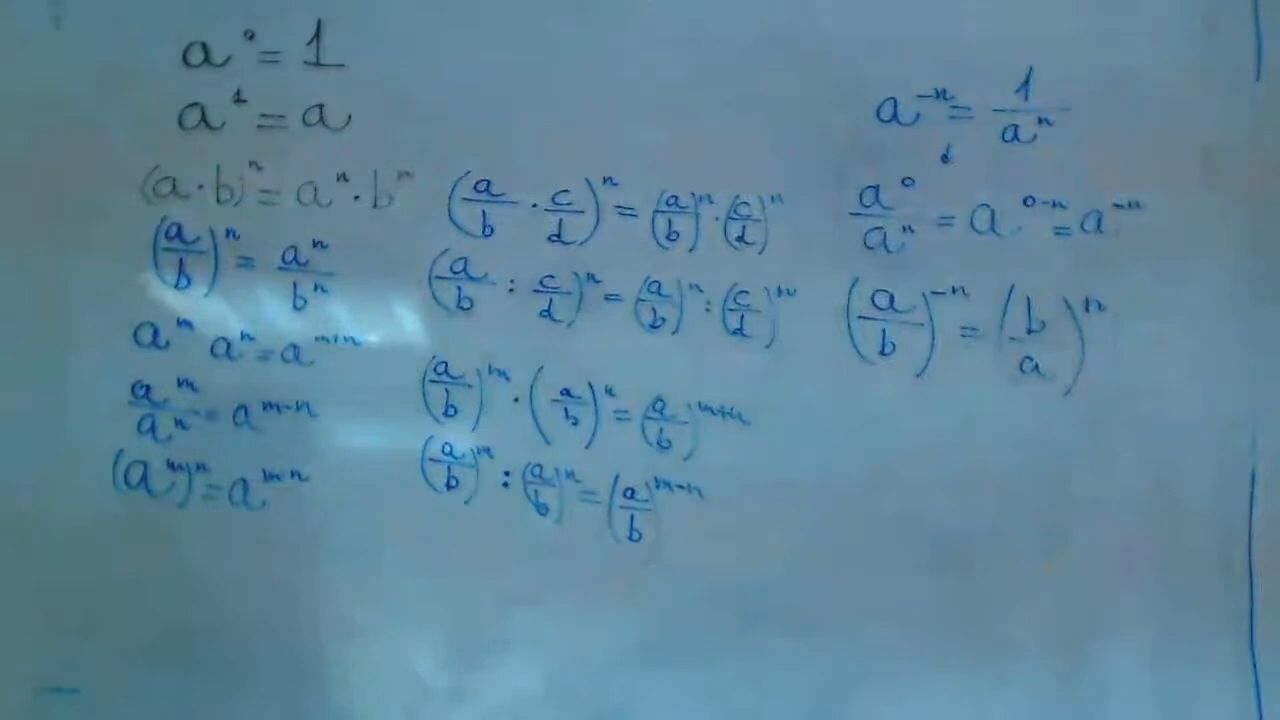 a⁰ = 1
a¹ = a
(a·b)ⁿ = aⁿ·bⁿ
(a/b)ⁿ = aⁿ/bⁿ
aᵐ aⁿ = aᵐ⁺ⁿ
aᵐ/aⁿ = aᵐ⁻ⁿ
(aᵐ)ⁿ = aᵐⁿ
(a/b · c/d)ⁿ = (a/b)ⁿ · (c/d)ⁿ
(a/b : c/d)ⁿ = (a/b)ⁿ : (c/d)ⁿ
(a/b)ᵐ · (a/b)ⁿ = (a/b)ᵐ⁺ⁿ
(a/b)ᵐ : (a/b)ⁿ = (a/b)ᵐ⁻ⁿ
a⁻ⁿ = 1/aⁿ
a⁰/aⁿ = a⁰⁻ⁿ = a⁻ⁿ
(a/b)⁻ⁿ = (b/a)ⁿ